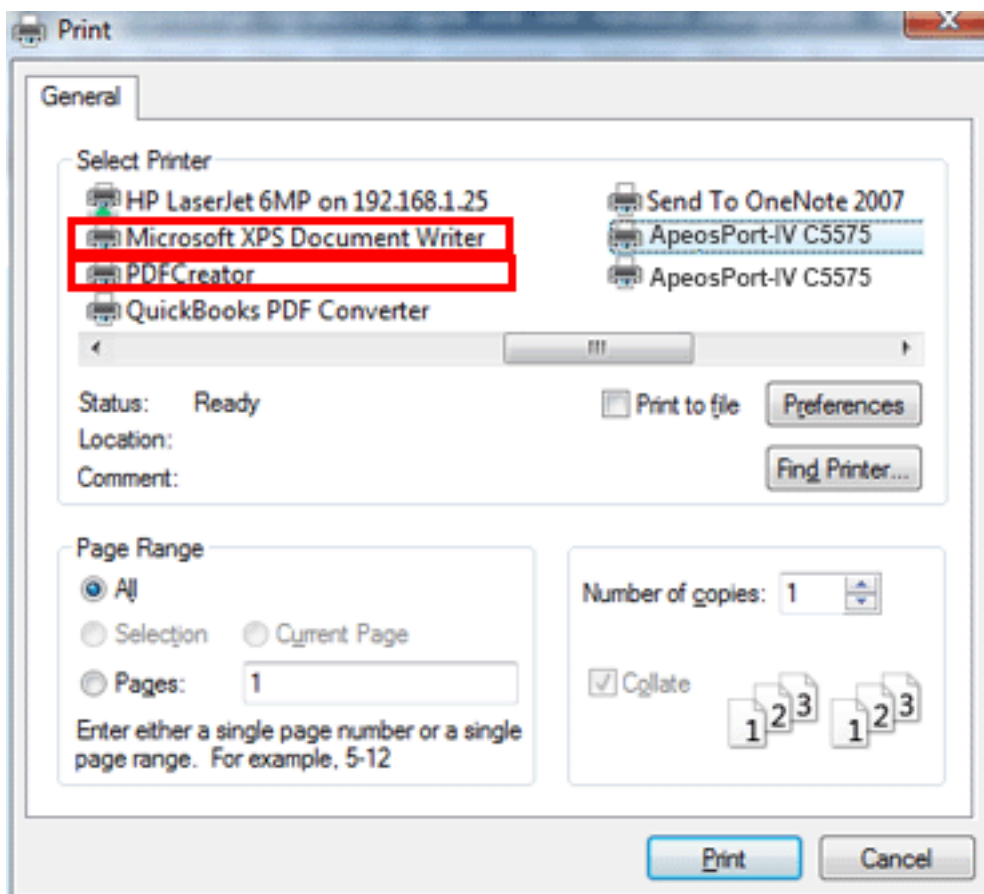 Print
General
Select Printer
HP LaserJet 6MP on 192.168.1.25
Microsoft XPS Document Writer
PDFCreator
QuickBooks PDF Converter
Send To OneNote 2007
ApeosPort-IV C5575
ApeosPort-IV C5575
Status: Ready
Location:
Comment:
Print to file
Preferences
Find Printer...
Page Range
All
Selection
Current Page
Pages: 1
Enter either a single page number or a single
page range. For example, 5-12
Number of copies: 1
Collate
1 2 3 1 2 3
Print
Cancel